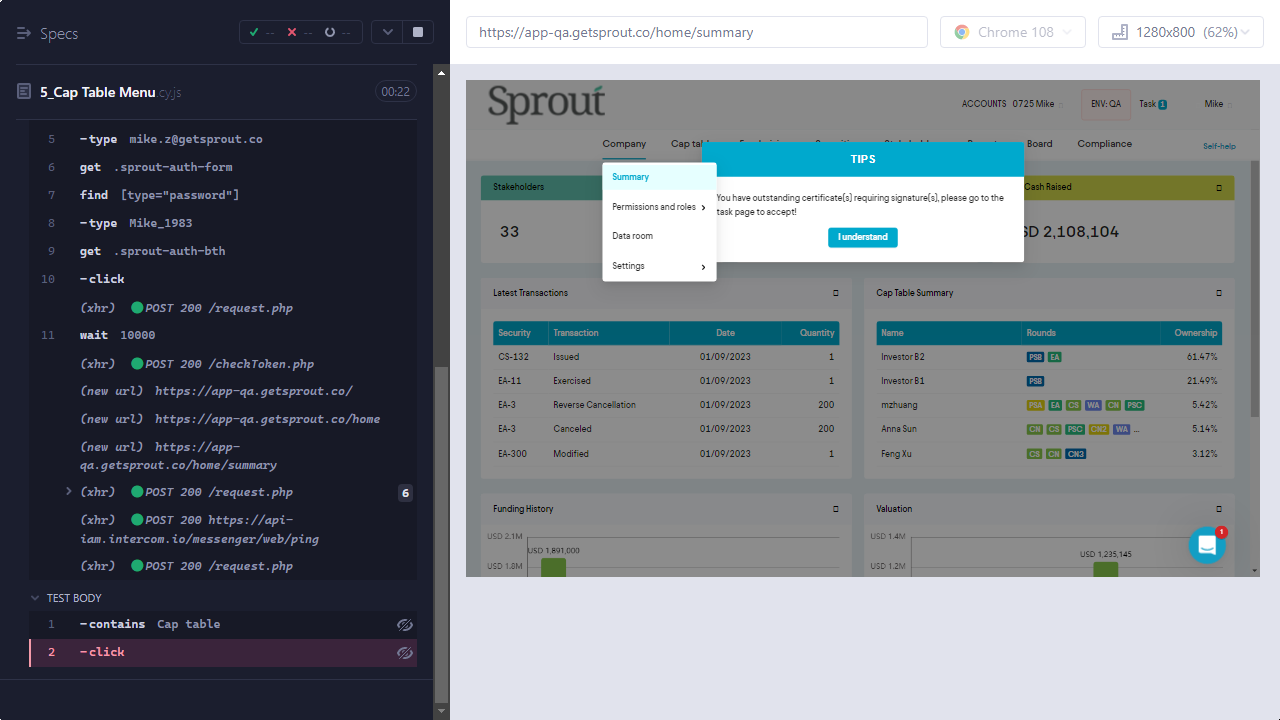 Specs
--
--
--
https://app-qa.getsprout.co/home/summary
Chrome 108
1280x800 (62%)
5_Cap Table Menu.cy.js
00:22
5 -type mike.z@getsprout.co
6 get .sprout-auth-form
7 find [type="password"]
8 -type Mike_1983
9 get .sprout-auth-bth
10 -click
(xhr) POST 200 /request.php
11 wait 10000
(xhr) POST 200 /checkToken.php
(new url) https://app-qa.getsprout.co/
(new url) https://app-qa.getsprout.co/home
(new url) https://app-
qa.getsprout.co/home/summary
(xhr) POST 200 /request.php 6
(xhr) POST 200 https://api-
iam.intercom.io/messenger/web/ping
(xhr) POST 200 /request.php
TEST BODY
1 -contains Cap table
2 -click
Sprout
ACCOUNTS 0725 Mike
ENV: QA
Task 1
Mike
Company
Board
Compliance
Self-help
Summary
Permissions and roles
Data room
Settings
TIPS
You have outstanding certificate(s) requiring signature(s), please go to the
task page to accept!
I understand
Stakeholders
33
Cash Raised
2,108,104
Latest Transactions
Security Transaction Date Quantity
CS-132 Issued 01/09/2023 1
EA-11 Exercised 01/09/2023 1
EA-3 Reverse Cancellation 01/09/2023 200
EA-3 Canceled 01/09/2023 200
EA-300 Modified 01/09/2023 1
Cap Table Summary
Name Rounds Ownership
Investor B2 PSB EA 61.47%
Investor B1 PSB 21.49%
mzhuang PSA EA CS WA CN PSC 5.42%
Anna Sun CN CS PSC CN2 WA ... 5.14%
Feng Xu CS CN CN3 3.12%
Funding History
USD 2.1M
USD 1,891,000
USD 1.8M
Valuation
USD 1.4M
USD 1,235,145
USD 1.2M
1